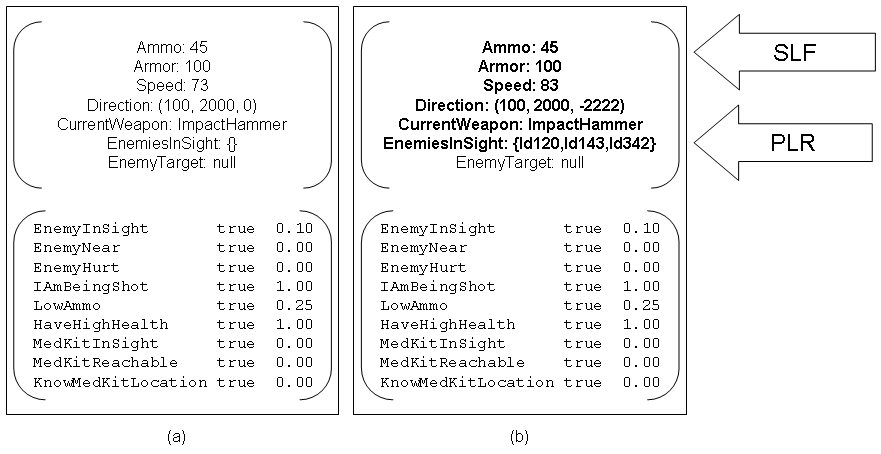 Ammo: 45
Armor: 100
Speed: 73
Direction: (100, 2000, 0)
CurrentWeapon: ImpactHammer
EnemiesInSight: {}
EnemyTarget: null
EnemyInSight true 0.10
EnemyNear true 0.00
EnemyHurt true 0.00
IAmBeingShot true 1.00
LowAmmo true 0.25
HaveHighHealth true 1.00
MedKitInSight true 0.00
MedKitReachable true 0.00
KnowMedKitLocation true 0.00
(a)
Ammo: 45
Armor: 100
Speed: 83
Direction: (100, 2000, -2222)
CurrentWeapon: ImpactHammer
EnemiesInSight: {Id120,Id143,Id342}
EnemyTarget: null
EnemyInSight true 0.10
EnemyNear true 0.00
EnemyHurt true 0.00
IAmBeingShot true 1.00
LowAmmo true 0.25
HaveHighHealth true 1.00
MedKitInSight true 0.00
MedKitReachable true 0.00
KnowMedKitLocation true 0.00
(b)
SLF
PLR